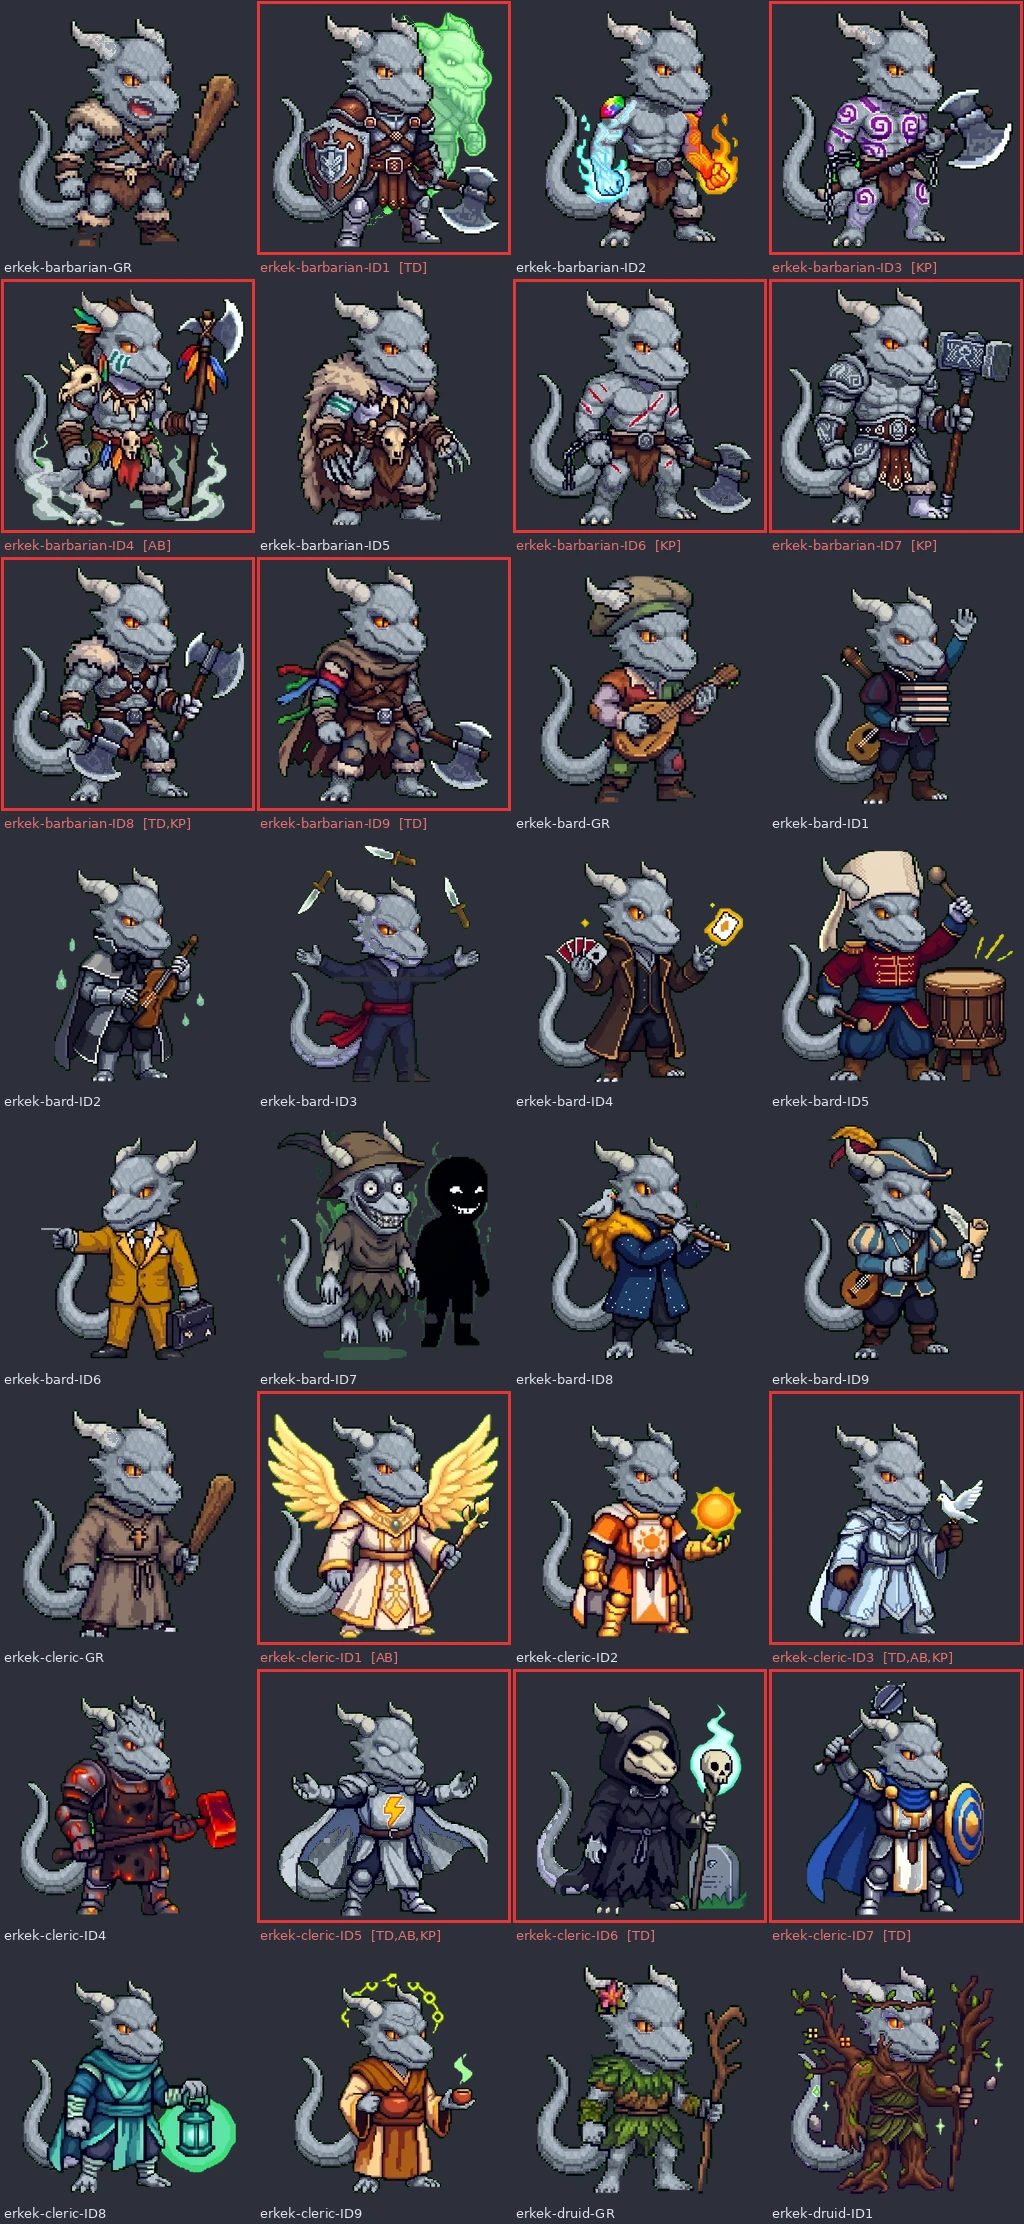 erkek-barbarian-GR
erkek-barbarian-ID1 [TD]
erkek-barbarian-ID2
erkek-barbarian-ID3 [KP]
erkek-barbarian-ID4 [AB]
erkek-barbarian-ID5
erkek-barbarian-ID6 [KP]
erkek-barbarian-ID7 [KP]
erkek-barbarian-ID8 [TD,KP]
erkek-barbarian-ID9 [TD]
erkek-bard-GR
erkek-bard-ID1
erkek-bard-ID2
erkek-bard-ID3
erkek-bard-ID4
erkek-bard-ID5
erkek-bard-ID6
erkek-bard-ID7
erkek-bard-ID8
erkek-bard-ID9
erkek-cleric-GR
erkek-cleric-ID1 [AB]
erkek-cleric-ID2
erkek-cleric-ID3 [TD,AB,KP]
erkek-cleric-ID4
erkek-cleric-ID5 [TD,AB,KP]
erkek-cleric-ID6 [TD]
erkek-cleric-ID7 [TD]
erkek-cleric-ID8
erkek-cleric-ID9
erkek-druid-GR
erkek-druid-ID1